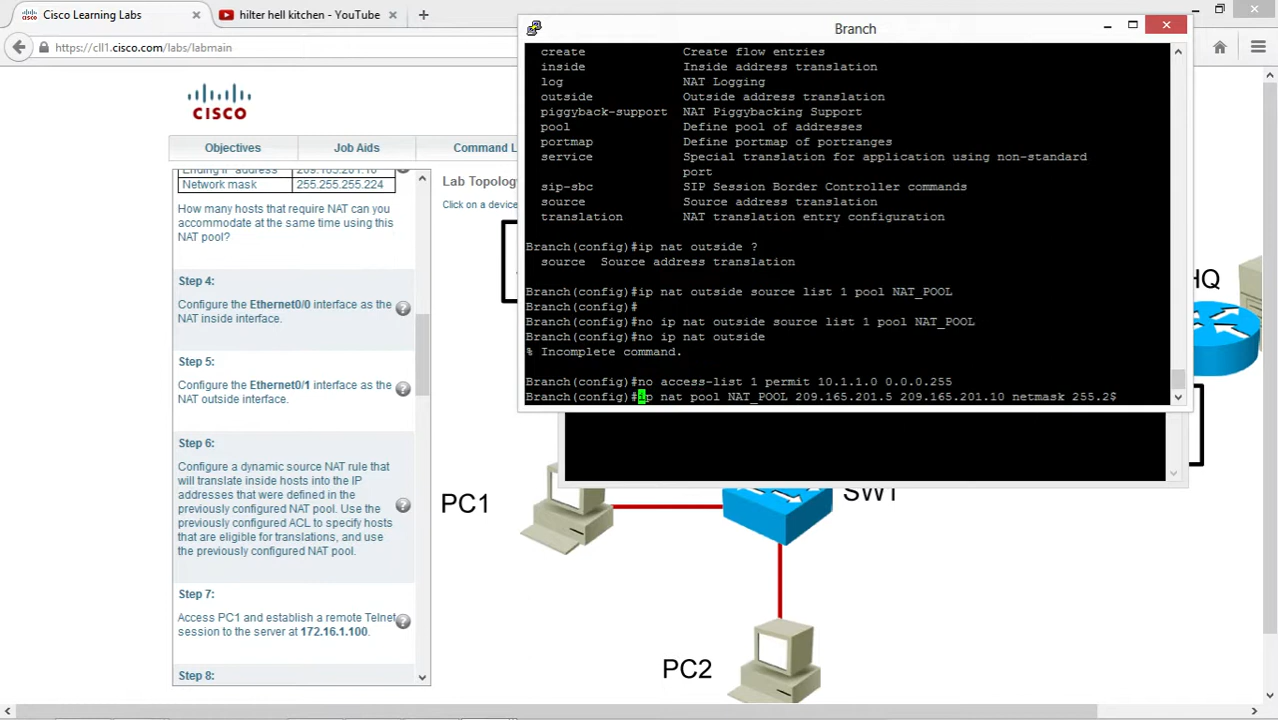 Cisco Learning Labs
hilter hell kitchen - YouTube
https://cll1.cisco.com/labs/labmain
CISCO
Objectives
Job Aids
Command L
209.165.201.10
Network mask
255.255.255.224
How many hosts that require NAT can you
accommodate at the same time using this
NAT pool?
Step 4:
Configure the Ethernet0/0 interface as the
NAT inside interface.
Step 5:
Configure the Ethernet0/1 interface as the
NAT outside interface.
Step 6:
Configure a dynamic source NAT rule that
will translate inside hosts into the IP
addresses that were defined in the
previously configured NAT pool. Use the
previously configured ACL to specify hosts
that are eligible for translations, and use
the previously configured NAT pool.
Step 7:
Access PC1 and establish a remote Telnet
session to the server at 172.16.1.100.
Step 8:
Lab Topology
Click on a device
Branch
create Create flow entries
inside Inside address translation
log NAT Logging
outside Outside address translation
piggyback-support NAT Piggybacking Support
pool Define pool of addresses
portmap Define portmap of portranges
service Special translation for application using non-standard
port
sip-sbc SIP Session Border Controller commands
source Source address translation
translation NAT translation entry configuration
Branch(config)#ip nat outside ?
source Source address translation
Branch(config)#ip nat outside source list 1 pool NAT_POOL
Branch(config)#
Branch(config)#no ip nat outside source list 1 pool NAT_POOL
Branch(config)#no ip nat outside
% Incomplete command.
Branch(config)#no access-list 1 permit 10.1.1.0 0.0.0.255
Branch(config)#ip nat pool NAT_POOL 209.165.201.5 209.165.201.10 netmask 255.2$
HQ
PC1
SW1
PC2